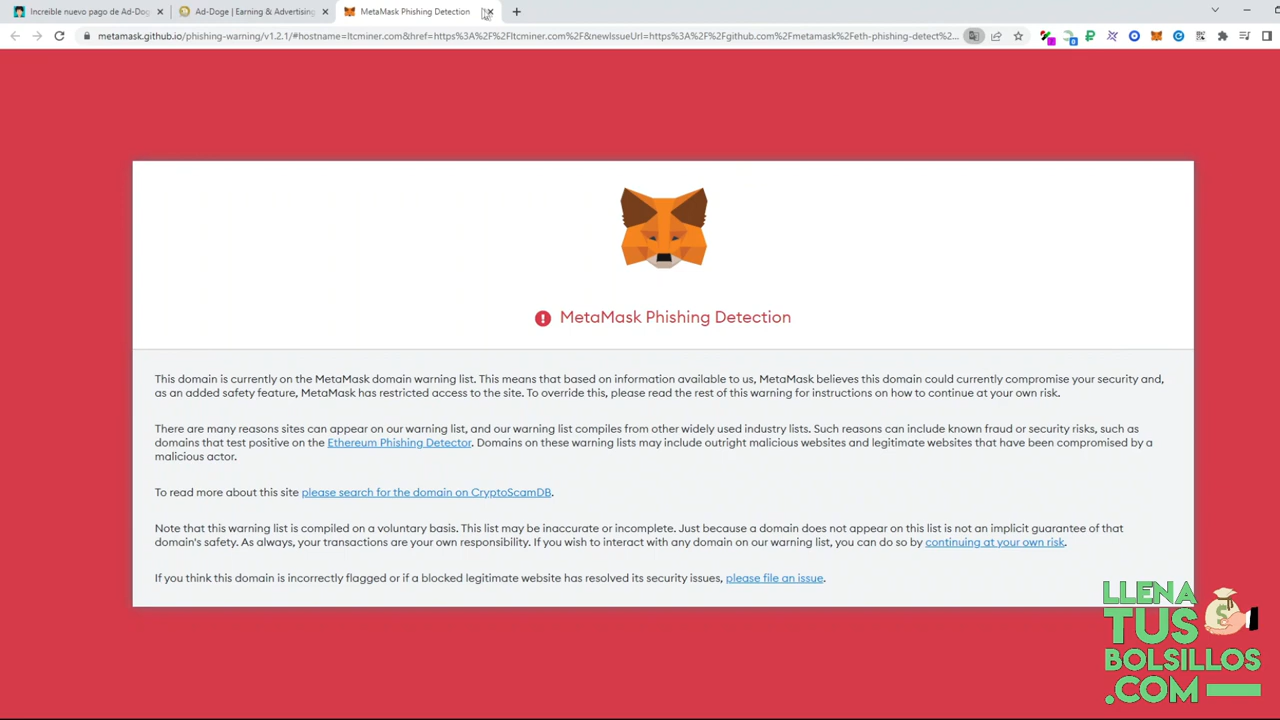 Increible nuevo pago de Ad-Dog
Ad-Doge | Earning & Advertising
MetaMask Phishing Detection
metamask.github.io/phishing-warning/v1.2.1/#hostname=ltcminer.com&href=https%3A%2F%2Fltcminer.com%2F&newIssueUrl=https%3A%2F%2Fgithub.com%2Fmetamask%2Feth-phishing-detect%2...
MetaMask Phishing Detection
This domain is currently on the MetaMask domain warning list. This means that based on information available to us, MetaMask believes this domain could currently compromise your security and,
as an added safety feature, MetaMask has restricted access to the site. To override this, please read the rest of this warning for instructions on how to continue at your own risk.
There are many reasons sites can appear on our warning list, and our warning list compiles from other widely used industry lists. Such reasons can include known fraud or security risks, such as
domains that test positive on the Ethereum Phishing Detector. Domains on these warning lists may include outright malicious websites and legitimate websites that have been compromised by a
malicious actor.
To read more about this site please search for the domain on CryptoScamDB.
Note that this warning list is compiled on a voluntary basis. This list may be inaccurate or incomplete. Just because a domain does not appear on this list is not an implicit guarantee of that
domain's safety. As always, your transactions are your own responsibility. If you wish to interact with any domain on our warning list, you can do so by continuing at your own risk.
If you think this domain is incorrectly flagged or if a blocked legitimate website has resolved its security issues, please file an issue.
LLENA
TUS
BOLSILLOS
.COM